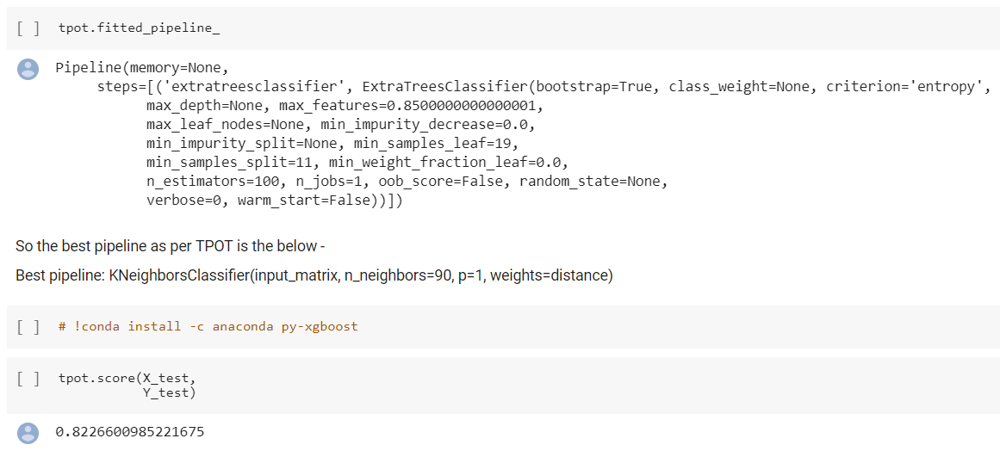 [ ] tpot.fitted_pipeline_
Pipeline(memory=None,
steps=[('extratreesclassifier', ExtraTreesClassifier(bootstrap=True, class_weight=None, criterion='entropy',
max_depth=None, max_features=0.8500000000000001,
max_leaf_nodes=None, min_impurity_decrease=0.0,
min_impurity_split=None, min_samples_leaf=19,
min_samples_split=11, min_weight_fraction_leaf=0.0,
n_estimators=100, n_jobs=1, oob_score=False, random_state=None,
verbose=0, warm_start=False))])
So the best pipeline as per TPOT is the below -
Best pipeline: KNeighborsClassifier(input_matrix, n_neighbors=90, p=1, weights=distance)
[ ] # !conda install -c anaconda py-xgboost
[ ] tpot.score(X_test,
Y_test)
0.8226600985221675